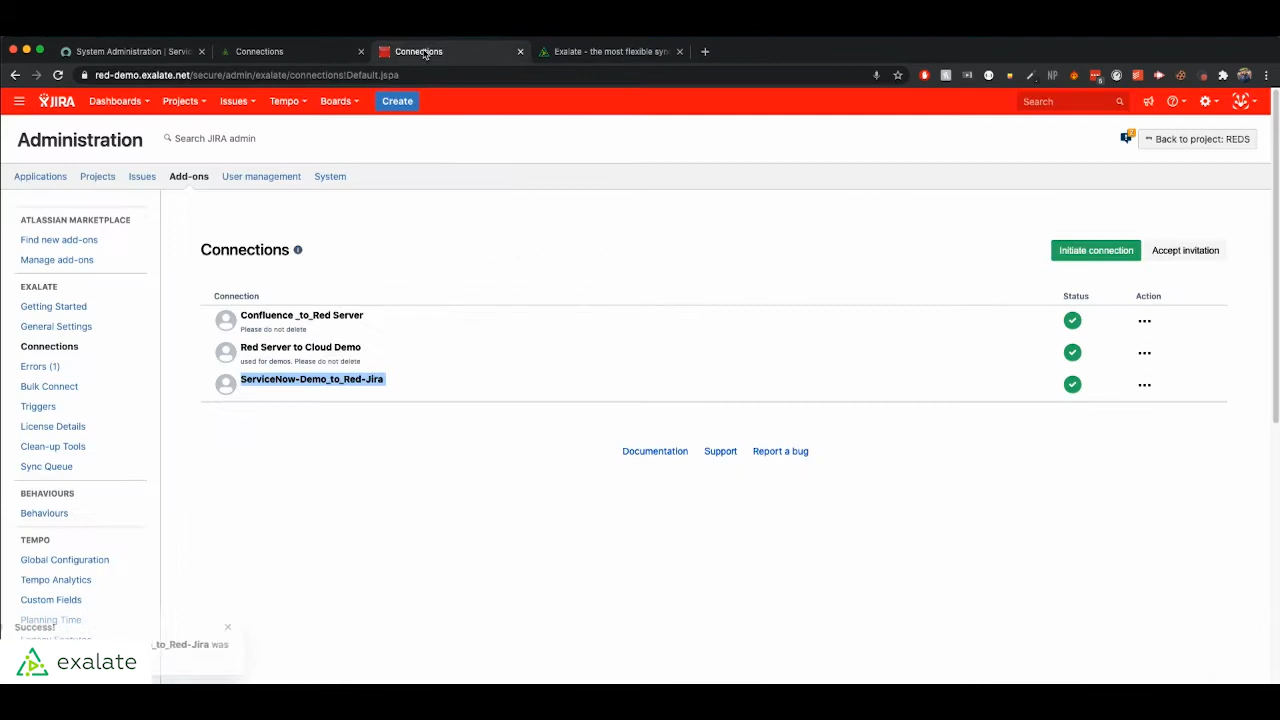 System Administration | Servic
Connections
Connections
Exalate - the most flexible syn
red-demo.exalate.net/secure/admin/exalate/connections!Default.jspa
NP
5
JIRA
Dashboards
Projects
Issues
Tempo
Boards
Create
Search
Administration
Search JIRA admin
Back to project: REDS
Applications
Projects
Issues
Add-ons
User management
System
ATLASSIAN MARKETPLACE
Find new add-ons
Manage add-ons
EXALATE
Getting Started
General Settings
Connections
Errors (1)
Bulk Connect
Triggers
License Details
Clean-up Tools
Sync Queue
BEHAVIOURS
Behaviours
TEMPO
Global Configuration
Tempo Analytics
Custom Fields
Planning Time
Success!
_to_Red-Jira was
exalate
Connections
Initiate connection
Accept invitation
Connection
Status
Action
Confluence _to_Red Server
Please do not delete
Red Server to Cloud Demo
used for demos. Please do not delete
ServiceNow-Demo_to_Red-Jira
Documentation
Support
Report a bug